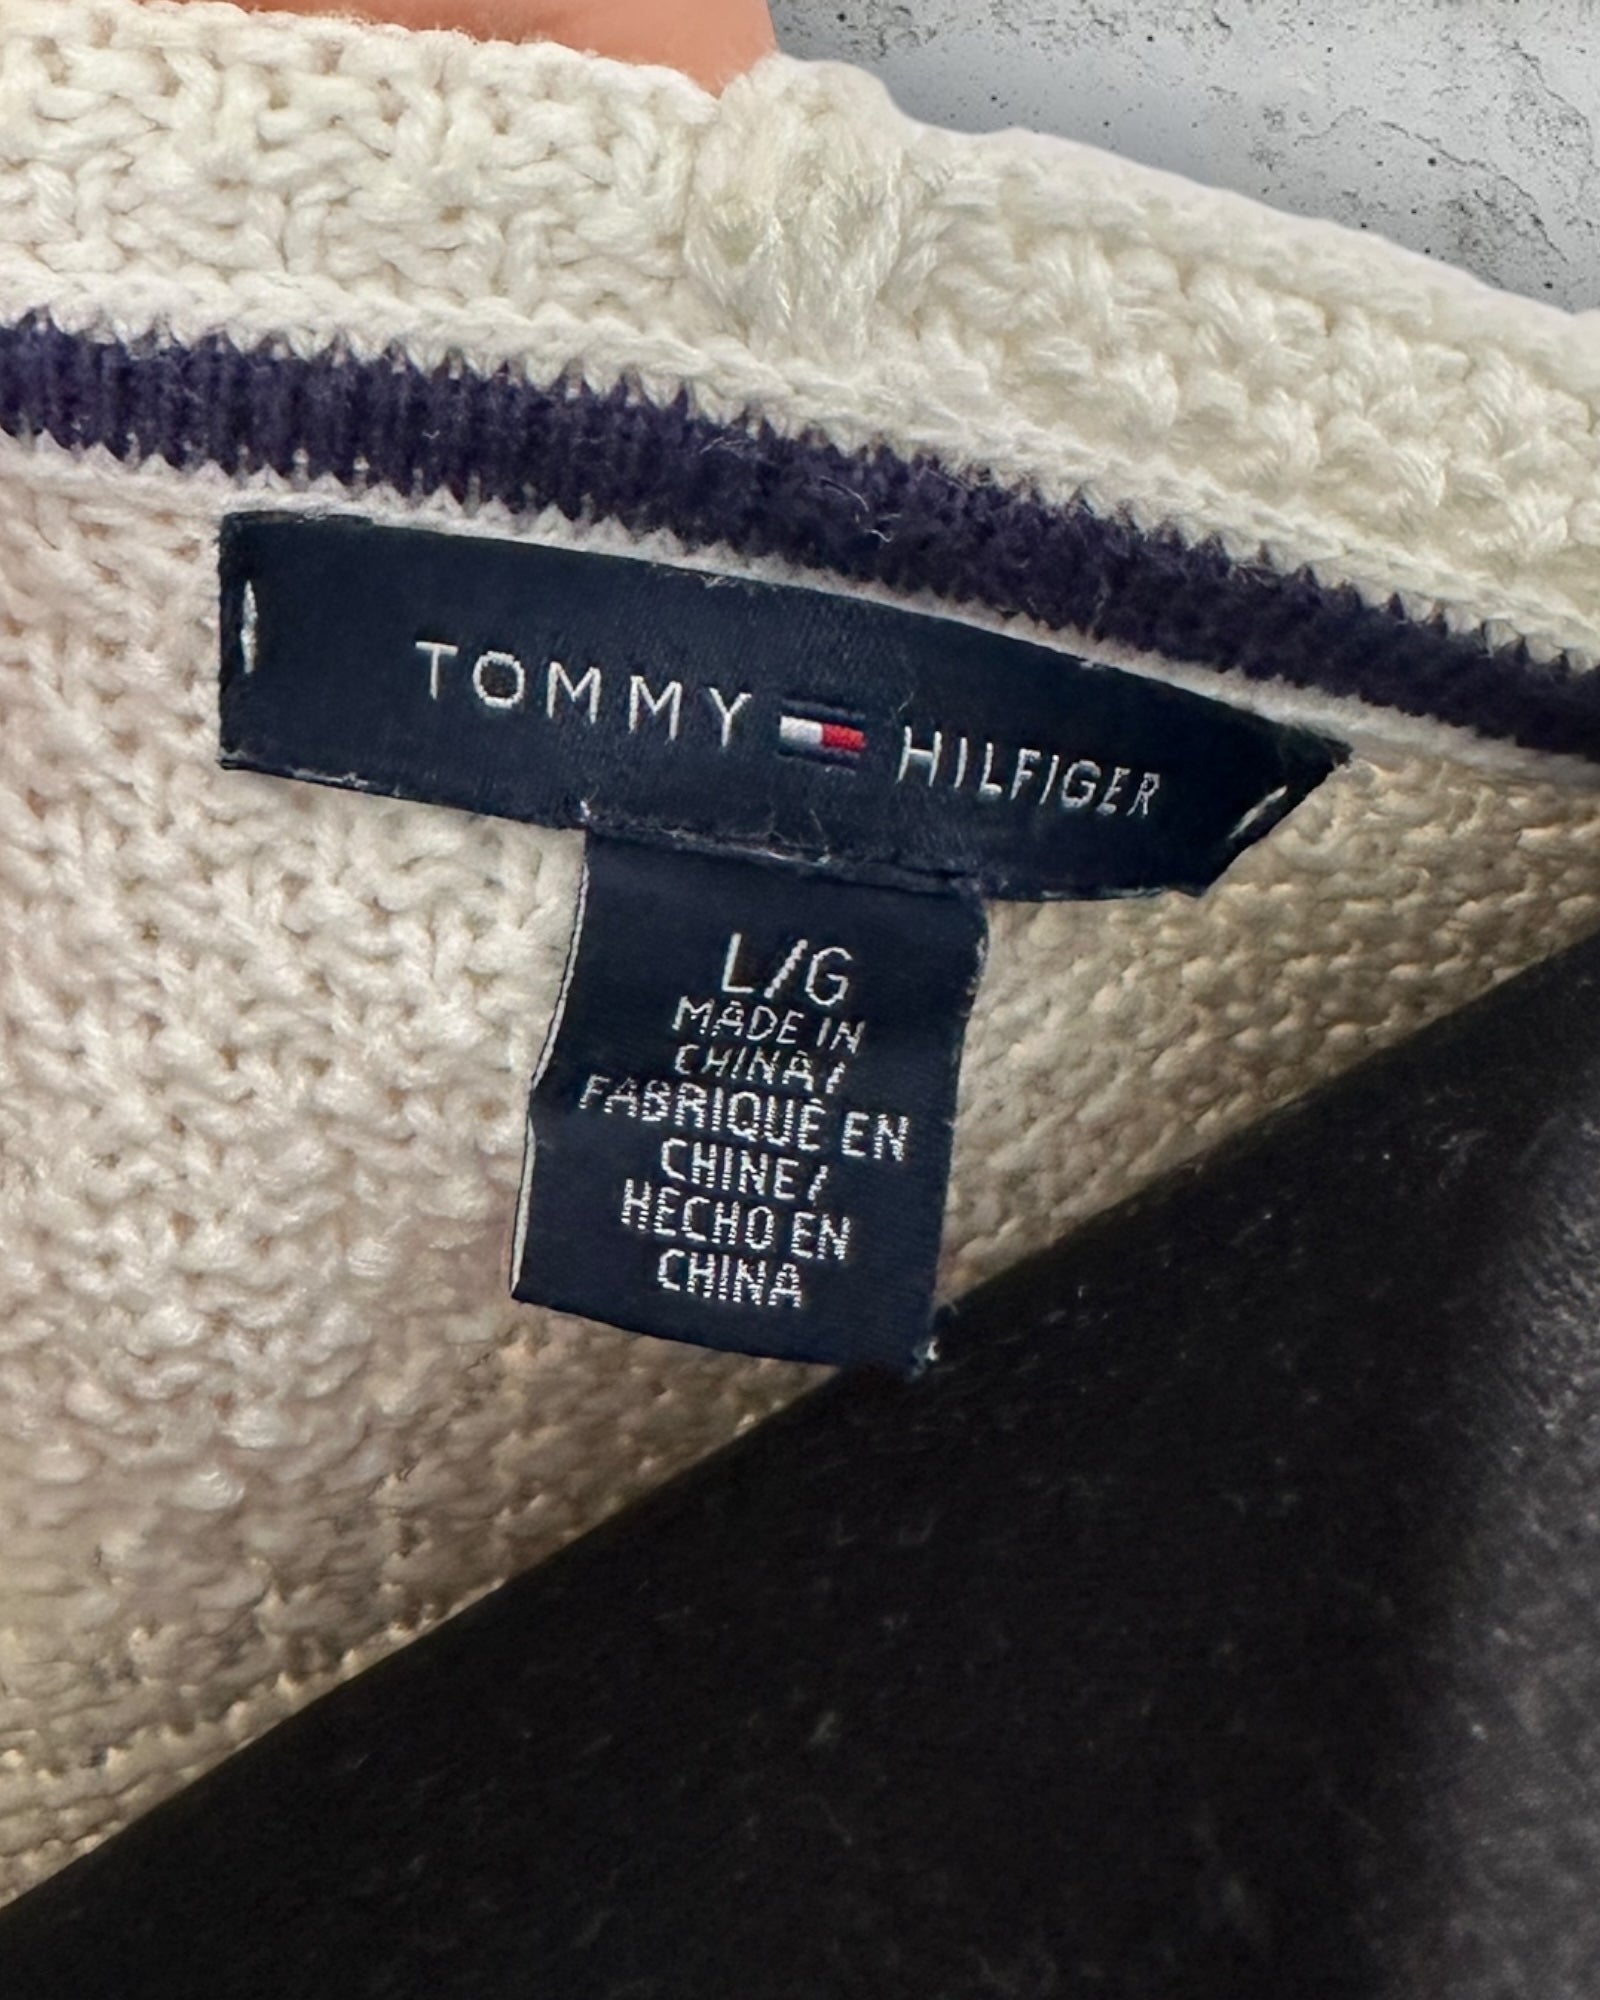 TOMMY HILFIGER
L/G
MADE IN
CHINA/
FABRIQUÉ EN
CHINE/
HECHO EN
CHINA